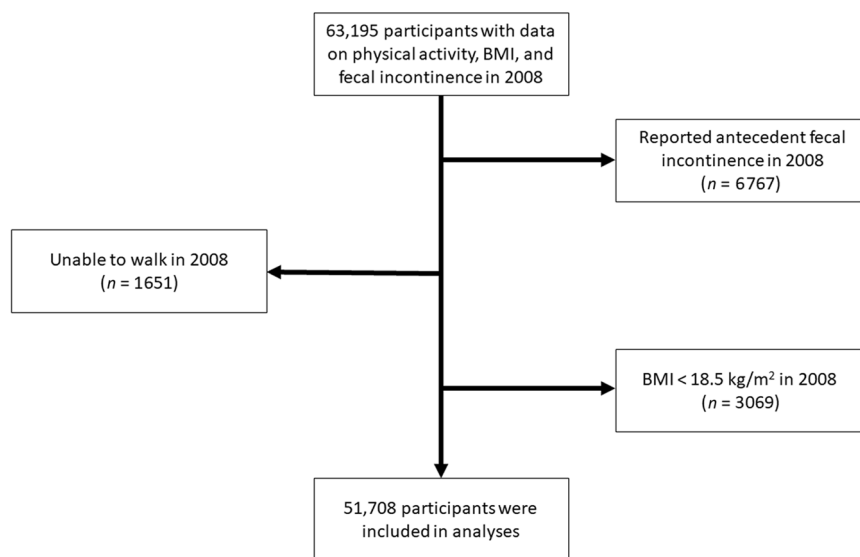 63,195 participants with data
on physical activity, BMI, and
fecal incontinence in 2008
Reported antecedent fecal
incontinence in 2008
(n = 6767)
Unable to walk in 2008
(n = 1651)
BMI < 18.5 kg/m² in 2008
(n = 3069)
51,708 participants were
included in analyses